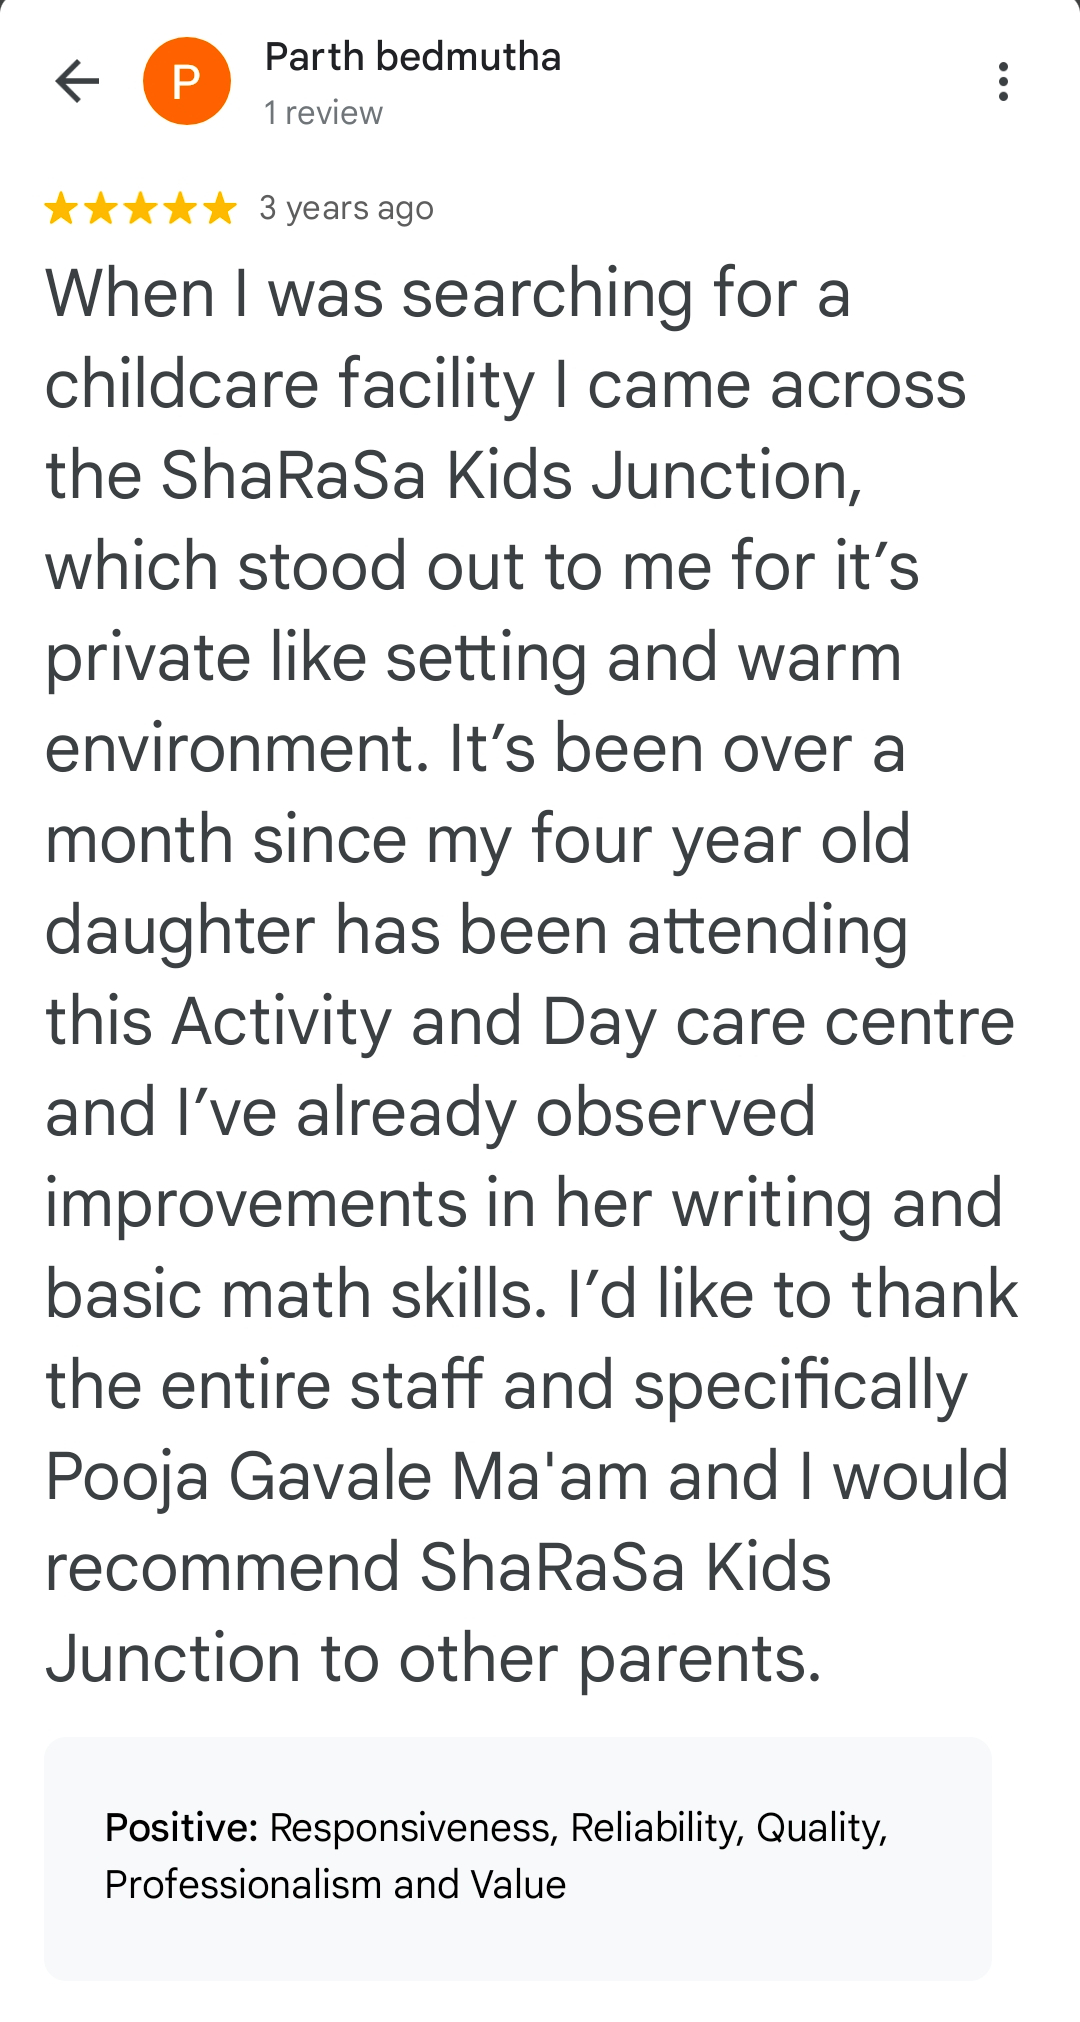 Parth bedmutha
P
1 review
3 years ago
When I was searching for a
childcare facility I came across
the ShaRaSa Kids Junction,
which stood out to me for it’s
private like setting and warm
environment. It’s been over a
month since my four year old
daughter has been attending
this Activity and Day care centre
and I’ve already observed
improvements in her writing and
basic math skills. I’d like to thank
the entire staff and specifically
Pooja Gavale Ma'am and I would
recommend ShaRaSa Kids
Junction to other parents.
Positive: Responsiveness, Reliability, Quality,
Professionalism and Value